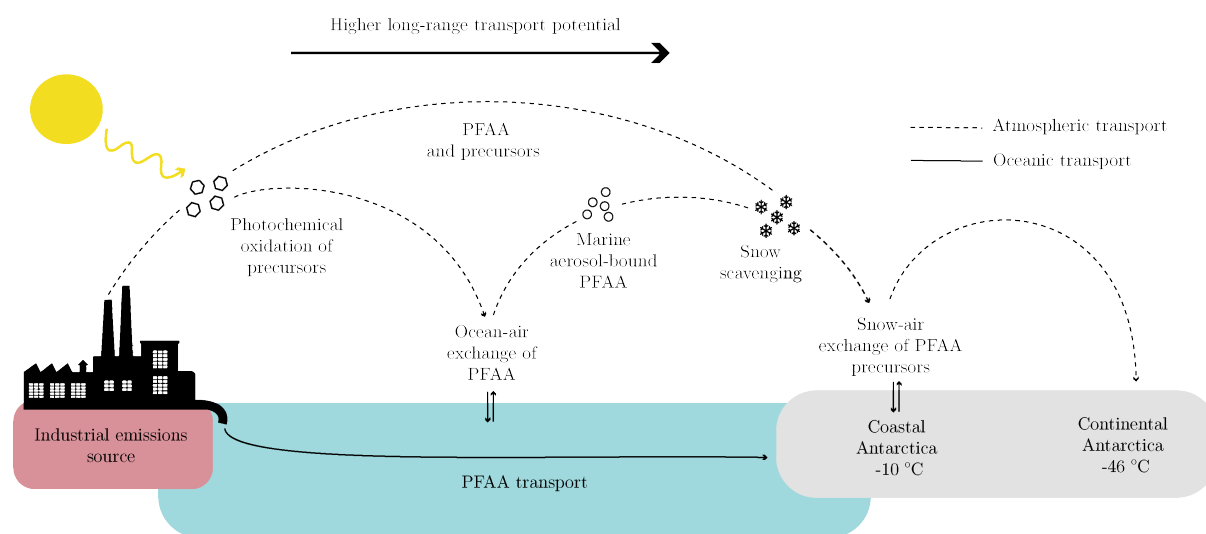 Higher long-range transport potential
Atmospheric transport
Oceanic transport
PFAA
and precursors
Photochemical
oxidation of
precursors
Marine
aerosol-bound
PFAA
Snow
scavenging
Ocean-air
exchange of
PFAA
Snow-air
exchange of PFAA
precursors
Industrial emissions
source
PFAA transport
Coastal
Antarctica
-10 °C
Continental
Antarctica
-46 °C